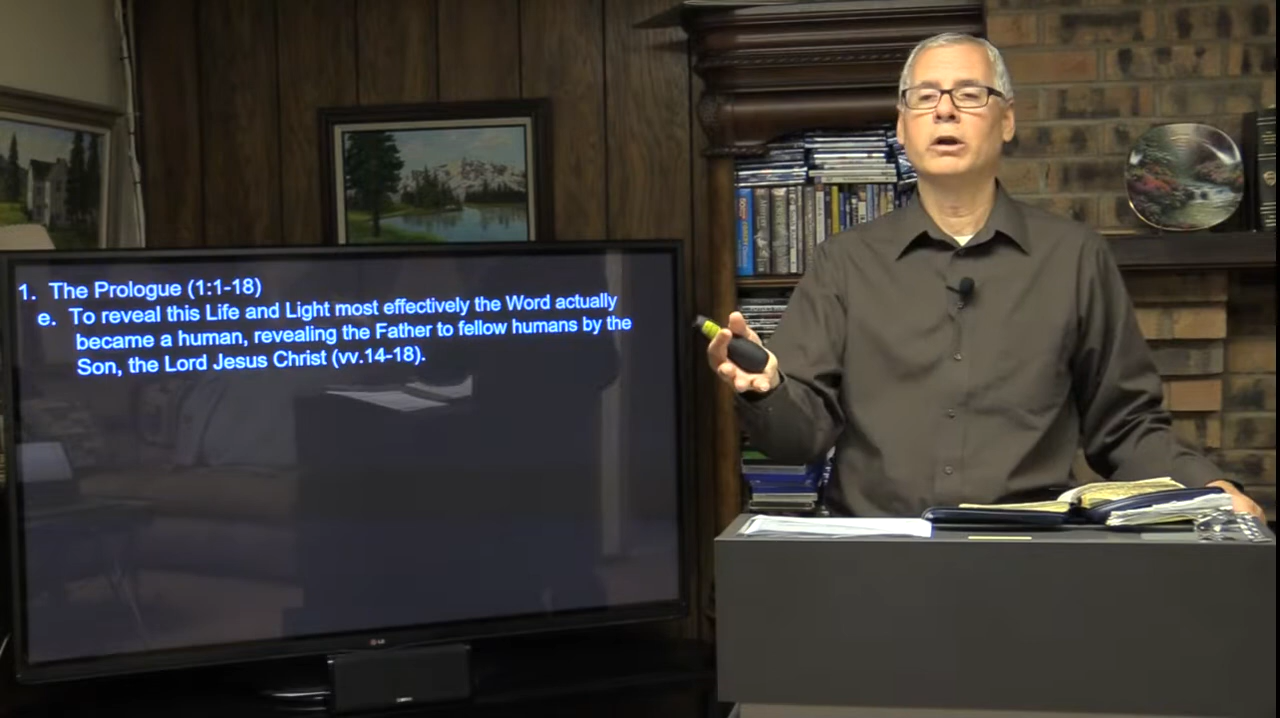 1. The Prologue (1:1-18)
e. To reveal this Life and Light most effectively the Word actually
became a human, revealing the Father to fellow humans by the
Son, the Lord Jesus Christ (vv.14-18).
LG